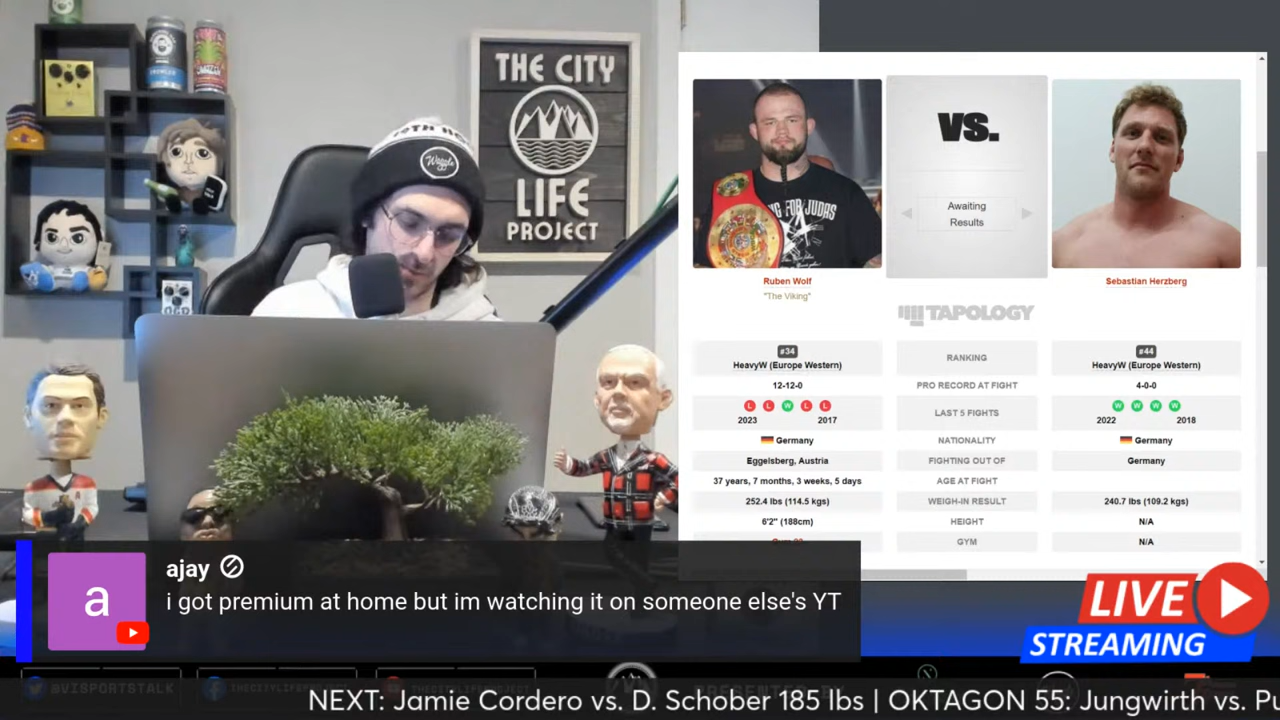 THE CITY
LIFE
PROJECT
Waggle
VS.
Awaiting
Results
Ruben Wolf
"The Viking"
Sebastian Herzberg
TAPOLOGY
#34
HeavyW (Europe Western)
RANKING
#44
HeavyW (Europe Western)
12-12-0
PRO RECORD AT FIGHT
4-0-0
L L W L L
2023 2017
LAST 5 FIGHTS
W W W W
2022 2018
Germany
NATIONALITY
Germany
Eggelsberg, Austria
FIGHTING OUT OF
Germany
37 years, 7 months, 3 weeks, 5 days
AGE AT FIGHT
252.4 lbs (114.5 kgs)
WEIGH-IN RESULT
240.7 lbs (109.2 kgs)
6'2" (188cm)
HEIGHT
N/A
GYM
N/A
a
ajay
i got premium at home but im watching it on someone else's YT
LIVE
STREAMING
@VISPORTSTALK
NEXT: Jamie Cordero vs. D. Schober 185 lbs | OKTAGON 55: Jungwirth vs. Pu